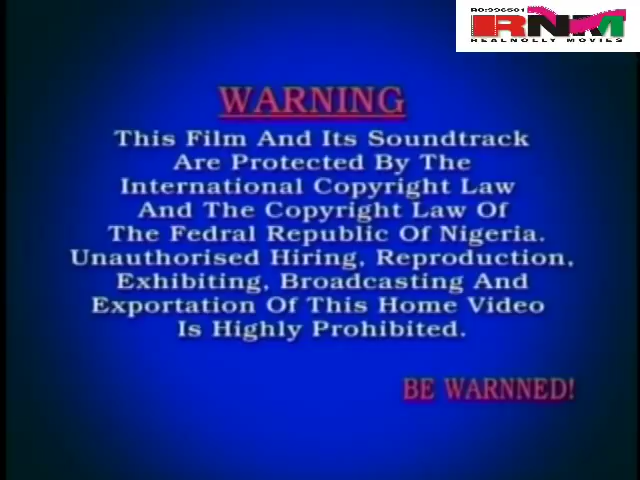 RC:996501
RNM
REALNOLLY MOVIES
WARNING
This Film And Its Soundtrack
Are Protected By The
International Copyright Law
And The Copyright Law Of
The Fedral Republic Of Nigeria.
Unauthorised Hiring, Reproduction,
Exhibiting, Broadcasting And
Exportation Of This Home Video
Is Highly Prohibited.
BE WARNNED!